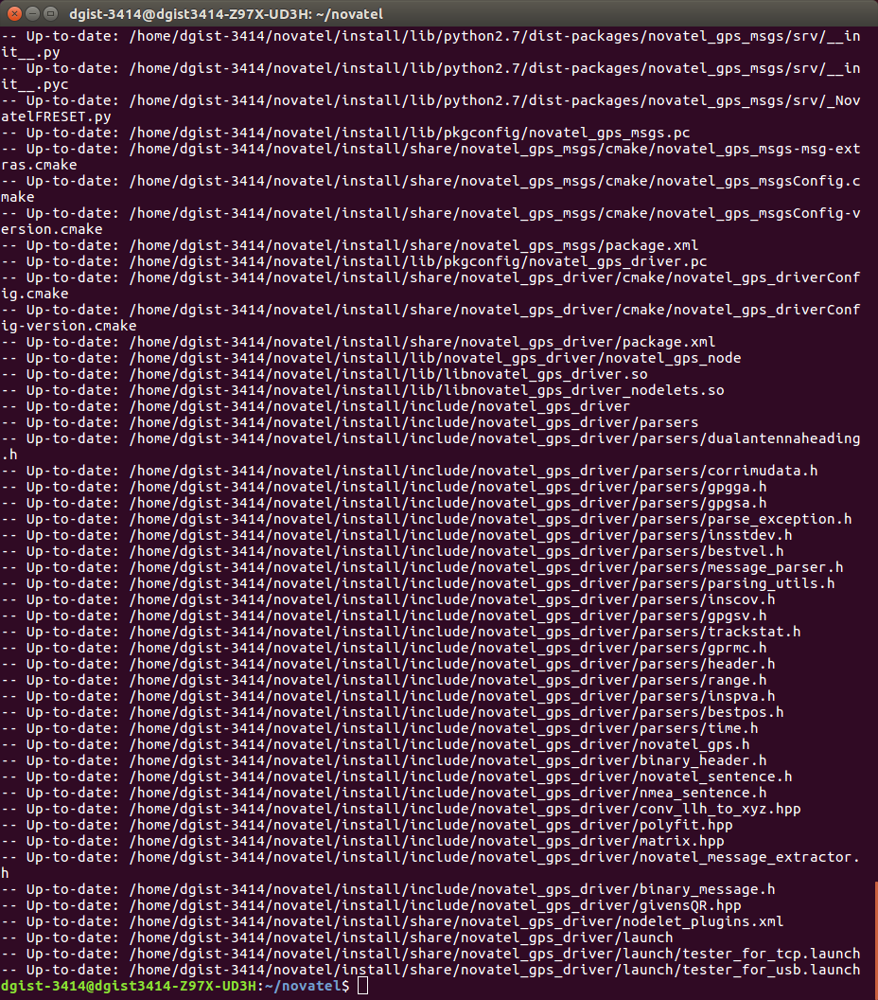 dgist-3414@dgist3414-Z97X-UD3H: ~/novatel
-- Up-to-date: /home/dgist-3414/novatel/install/lib/python2.7/dist-packages/novatel_gps_msgs/srv/__in
it__.py
-- Up-to-date: /home/dgist-3414/novatel/install/lib/python2.7/dist-packages/novatel_gps_msgs/srv/__in
it__.pyc
-- Up-to-date: /home/dgist-3414/novatel/install/lib/python2.7/dist-packages/novatel_gps_msgs/srv/_Nov
atelFRESET.py
-- Up-to-date: /home/dgist-3414/novatel/install/lib/pkgconfig/novatel_gps_msgs.pc
-- Up-to-date: /home/dgist-3414/novatel/install/share/novatel_gps_msgs/cmake/novatel_gps_msgs-msg-ext
ras.cmake
-- Up-to-date: /home/dgist-3414/novatel/install/share/novatel_gps_msgs/cmake/novatel_gps_msgsConfig.c
make
-- Up-to-date: /home/dgist-3414/novatel/install/share/novatel_gps_msgs/cmake/novatel_gps_msgsConfig-v
ersion.cmake
-- Up-to-date: /home/dgist-3414/novatel/install/share/novatel_gps_msgs/package.xml
-- Up-to-date: /home/dgist-3414/novatel/install/lib/pkgconfig/novatel_gps_driver.pc
-- Up-to-date: /home/dgist-3414/novatel/install/share/novatel_gps_driver/cmake/novatel_gps_driverConf
ig.cmake
-- Up-to-date: /home/dgist-3414/novatel/install/share/novatel_gps_driver/cmake/novatel_gps_driverConf
ig-version.cmake
-- Up-to-date: /home/dgist-3414/novatel/install/share/novatel_gps_driver/package.xml
-- Up-to-date: /home/dgist-3414/novatel/install/lib/novatel_gps_driver/novatel_gps_node
-- Up-to-date: /home/dgist-3414/novatel/install/lib/libnovatel_gps_driver.so
-- Up-to-date: /home/dgist-3414/novatel/install/lib/libnovatel_gps_driver_nodelets.so
-- Up-to-date: /home/dgist-3414/novatel/install/include/novatel_gps_driver
-- Up-to-date: /home/dgist-3414/novatel/install/include/novatel_gps_driver/parsers
-- Up-to-date: /home/dgist-3414/novatel/install/include/novatel_gps_driver/parsers/dualantennaheading
.h
-- Up-to-date: /home/dgist-3414/novatel/install/include/novatel_gps_driver/parsers/corrimudata.h
-- Up-to-date: /home/dgist-3414/novatel/install/include/novatel_gps_driver/parsers/gpgga.h
-- Up-to-date: /home/dgist-3414/novatel/install/include/novatel_gps_driver/parsers/gpgsa.h
-- Up-to-date: /home/dgist-3414/novatel/install/include/novatel_gps_driver/parsers/parse_exception.h
-- Up-to-date: /home/dgist-3414/novatel/install/include/novatel_gps_driver/parsers/insstdev.h
-- Up-to-date: /home/dgist-3414/novatel/install/include/novatel_gps_driver/parsers/bestvel.h
-- Up-to-date: /home/dgist-3414/novatel/install/include/novatel_gps_driver/parsers/message_parser.h
-- Up-to-date: /home/dgist-3414/novatel/install/include/novatel_gps_driver/parsers/parsing_utils.h
-- Up-to-date: /home/dgist-3414/novatel/install/include/novatel_gps_driver/parsers/inscov.h
-- Up-to-date: /home/dgist-3414/novatel/install/include/novatel_gps_driver/parsers/gpgsv.h
-- Up-to-date: /home/dgist-3414/novatel/install/include/novatel_gps_driver/parsers/trackstat.h
-- Up-to-date: /home/dgist-3414/novatel/install/include/novatel_gps_driver/parsers/gprmc.h
-- Up-to-date: /home/dgist-3414/novatel/install/include/novatel_gps_driver/parsers/header.h
-- Up-to-date: /home/dgist-3414/novatel/install/include/novatel_gps_driver/parsers/range.h
-- Up-to-date: /home/dgist-3414/novatel/install/include/novatel_gps_driver/parsers/inspva.h
-- Up-to-date: /home/dgist-3414/novatel/install/include/novatel_gps_driver/parsers/bestpos.h
-- Up-to-date: /home/dgist-3414/novatel/install/include/novatel_gps_driver/parsers/time.h
-- Up-to-date: /home/dgist-3414/novatel/install/include/novatel_gps_driver/novatel_gps.h
-- Up-to-date: /home/dgist-3414/novatel/install/include/novatel_gps_driver/binary_header.h
-- Up-to-date: /home/dgist-3414/novatel/install/include/novatel_gps_driver/novatel_sentence.h
-- Up-to-date: /home/dgist-3414/novatel/install/include/novatel_gps_driver/nmea_sentence.h
-- Up-to-date: /home/dgist-3414/novatel/install/include/novatel_gps_driver/conv_llh_to_xyz.hpp
-- Up-to-date: /home/dgist-3414/novatel/install/include/novatel_gps_driver/polyfit.hpp
-- Up-to-date: /home/dgist-3414/novatel/install/include/novatel_gps_driver/matrix.hpp
-- Up-to-date: /home/dgist-3414/novatel/install/include/novatel_gps_driver/novatel_message_extractor.
h
-- Up-to-date: /home/dgist-3414/novatel/install/include/novatel_gps_driver/binary_message.h
-- Up-to-date: /home/dgist-3414/novatel/install/include/novatel_gps_driver/givensQR.hpp
-- Up-to-date: /home/dgist-3414/novatel/install/share/novatel_gps_driver/nodelet_plugins.xml
-- Up-to-date: /home/dgist-3414/novatel/install/share/novatel_gps_driver/launch
-- Up-to-date: /home/dgist-3414/novatel/install/share/novatel_gps_driver/launch/tester_for_tcp.launch
-- Up-to-date: /home/dgist-3414/novatel/install/share/novatel_gps_driver/launch/tester_for_usb.launch
dgist-3414@dgist3414-Z97X-UD3H:~/novatel$